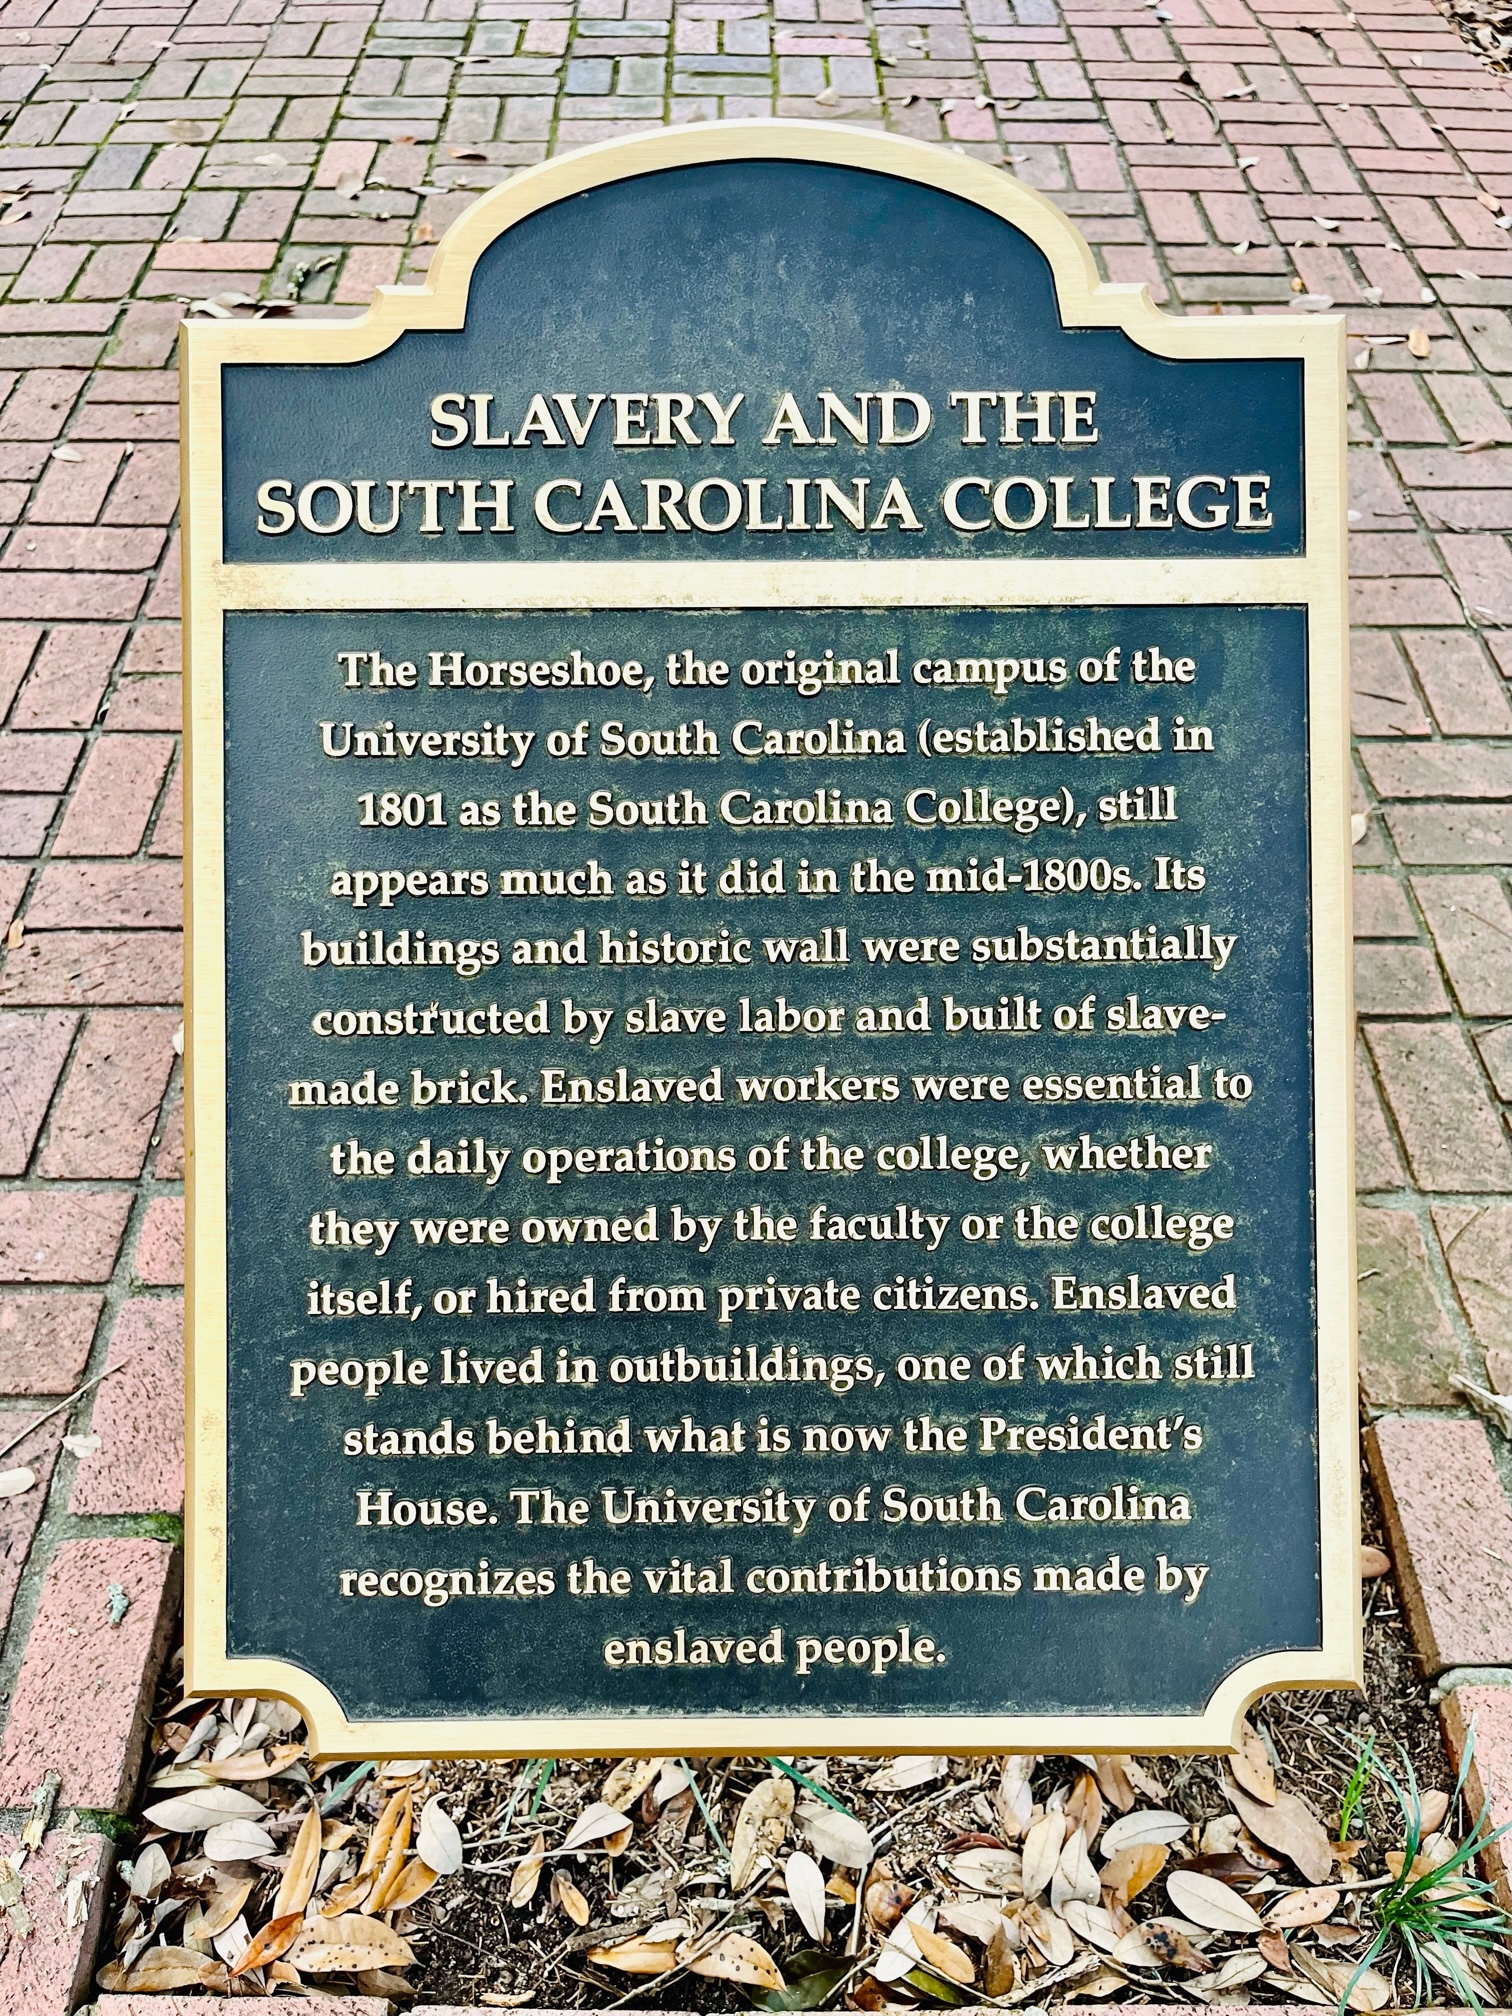 SLAVERY AND THE
SOUTH CAROLINA COLLEGE
The Horseshoe, the original campus of the
University of South Carolina (established in
1801 as the South Carolina College), still
appears much as it did in the mid-1800s. Its
buildings and historic wall were substantially
constructed by slave labor and built of slave-
made brick. Enslaved workers were essential to
the daily operations of the college, whether
they were owned by the faculty or the college
itself, or hired from private citizens. Enslaved
people lived in outbuildings, one of which still
stands behind what is now the President's
House. The University of South Carolina
recognizes the vital contributions made by
enslaved people.